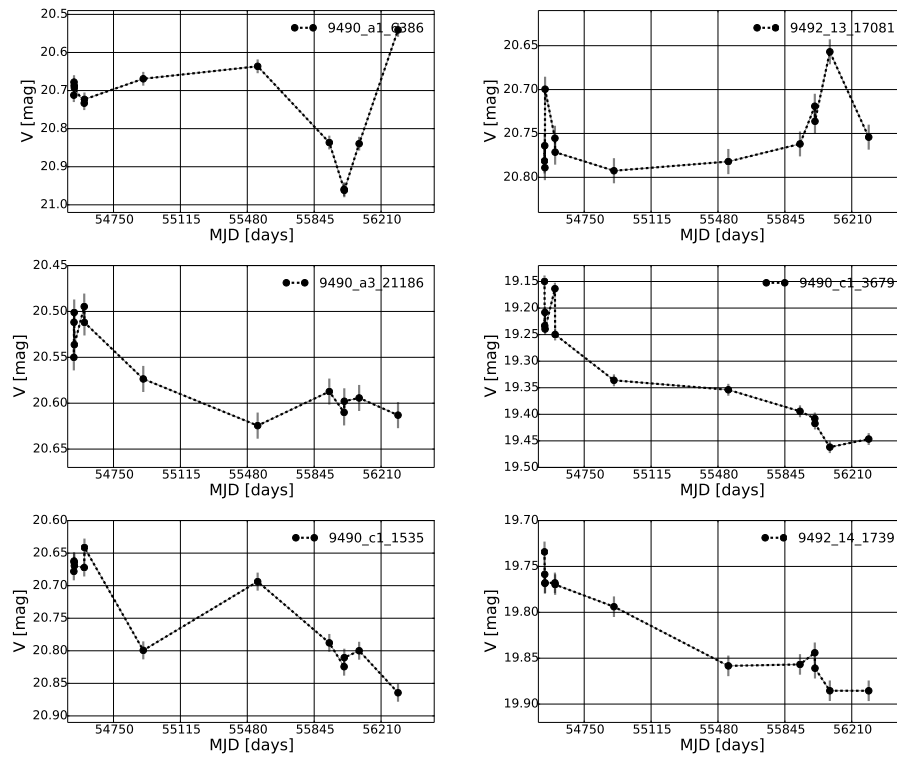 20.5
20.6
20.7
20.8
20.9
21.0
V [mag]
9490_a1_6386
54750 55115 55480 55845 56210
MJD [days]
20.65
20.70
20.75
20.80
V [mag]
9492_13_17081
54750 55115 55480 55845 56210
MJD [days]
20.45
20.50
20.55
20.60
20.65
V [mag]
9490_a3_21186
54750 55115 55480 55845 56210
MJD [days]
19.15
19.20
19.25
19.30
19.35
19.40
19.45
19.50
V [mag]
9490_c1_3679
54750 55115 55480 55845 56210
MJD [days]
20.60
20.65
20.70
20.75
20.80
20.85
20.90
V [mag]
9490_c1_1535
54750 55115 55480 55845 56210
MJD [days]
19.70
19.75
19.80
19.85
19.90
V [mag]
9492_14_1739
54750 55115 55480 55845 56210
MJD [days]